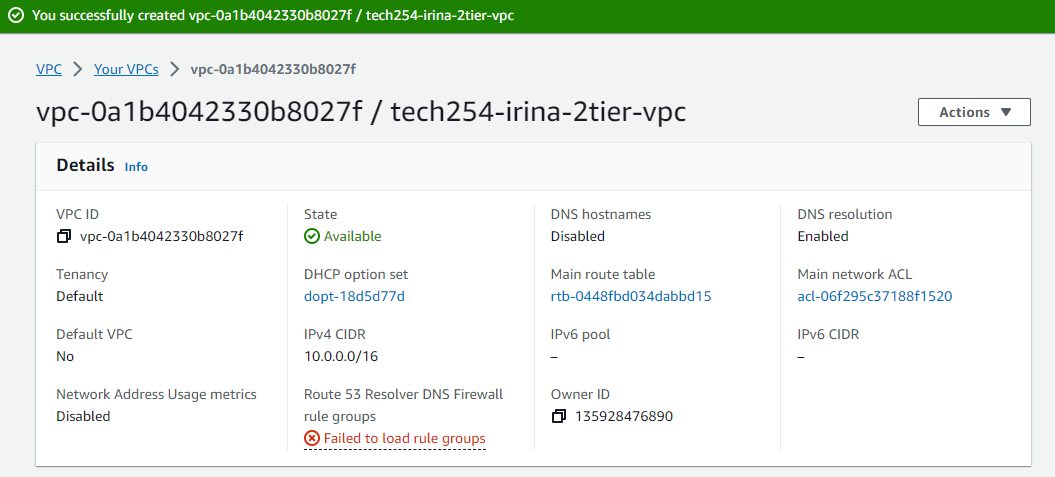 You successfully created vpc-0a1b4042330b8027f / tech254-irina-2tier-vpc
VPC > Your VPCs > vpc-0a1b4042330b8027f
vpc-0a1b4042330b8027f / tech254-irina-2tier-vpc
Actions
Details Info
VPC ID
vpc-0a1b4042330b8027f
State
Available
DNS hostnames
Disabled
DNS resolution
Enabled
Tenancy
Default
DHCP option set
dopt-18d5d77d
Main route table
rtb-0448fbd034dabbd15
Main network ACL
acl-06f295c37188f1520
Default VPC
No
IPv4 CIDR
10.0.0.0/16
IPv6 pool
–
IPv6 CIDR
–
Network Address Usage metrics
Disabled
Route 53 Resolver DNS Firewall
rule groups
Failed to load rule groups
Owner ID
135928476890